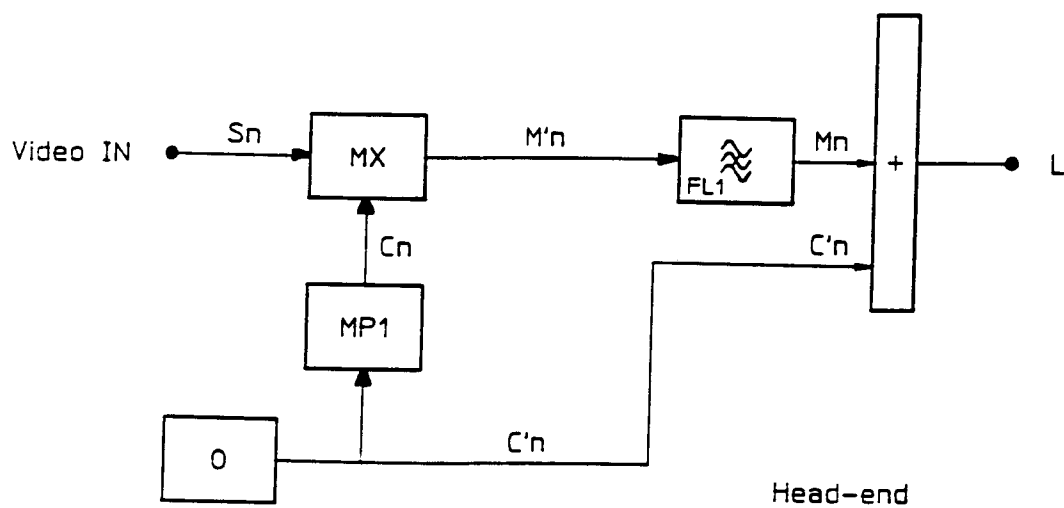 Video IN
Sn
MX
M'n
FL1
Mn
+
L
Cn
C'n
MP1
O
C'n
Head-end